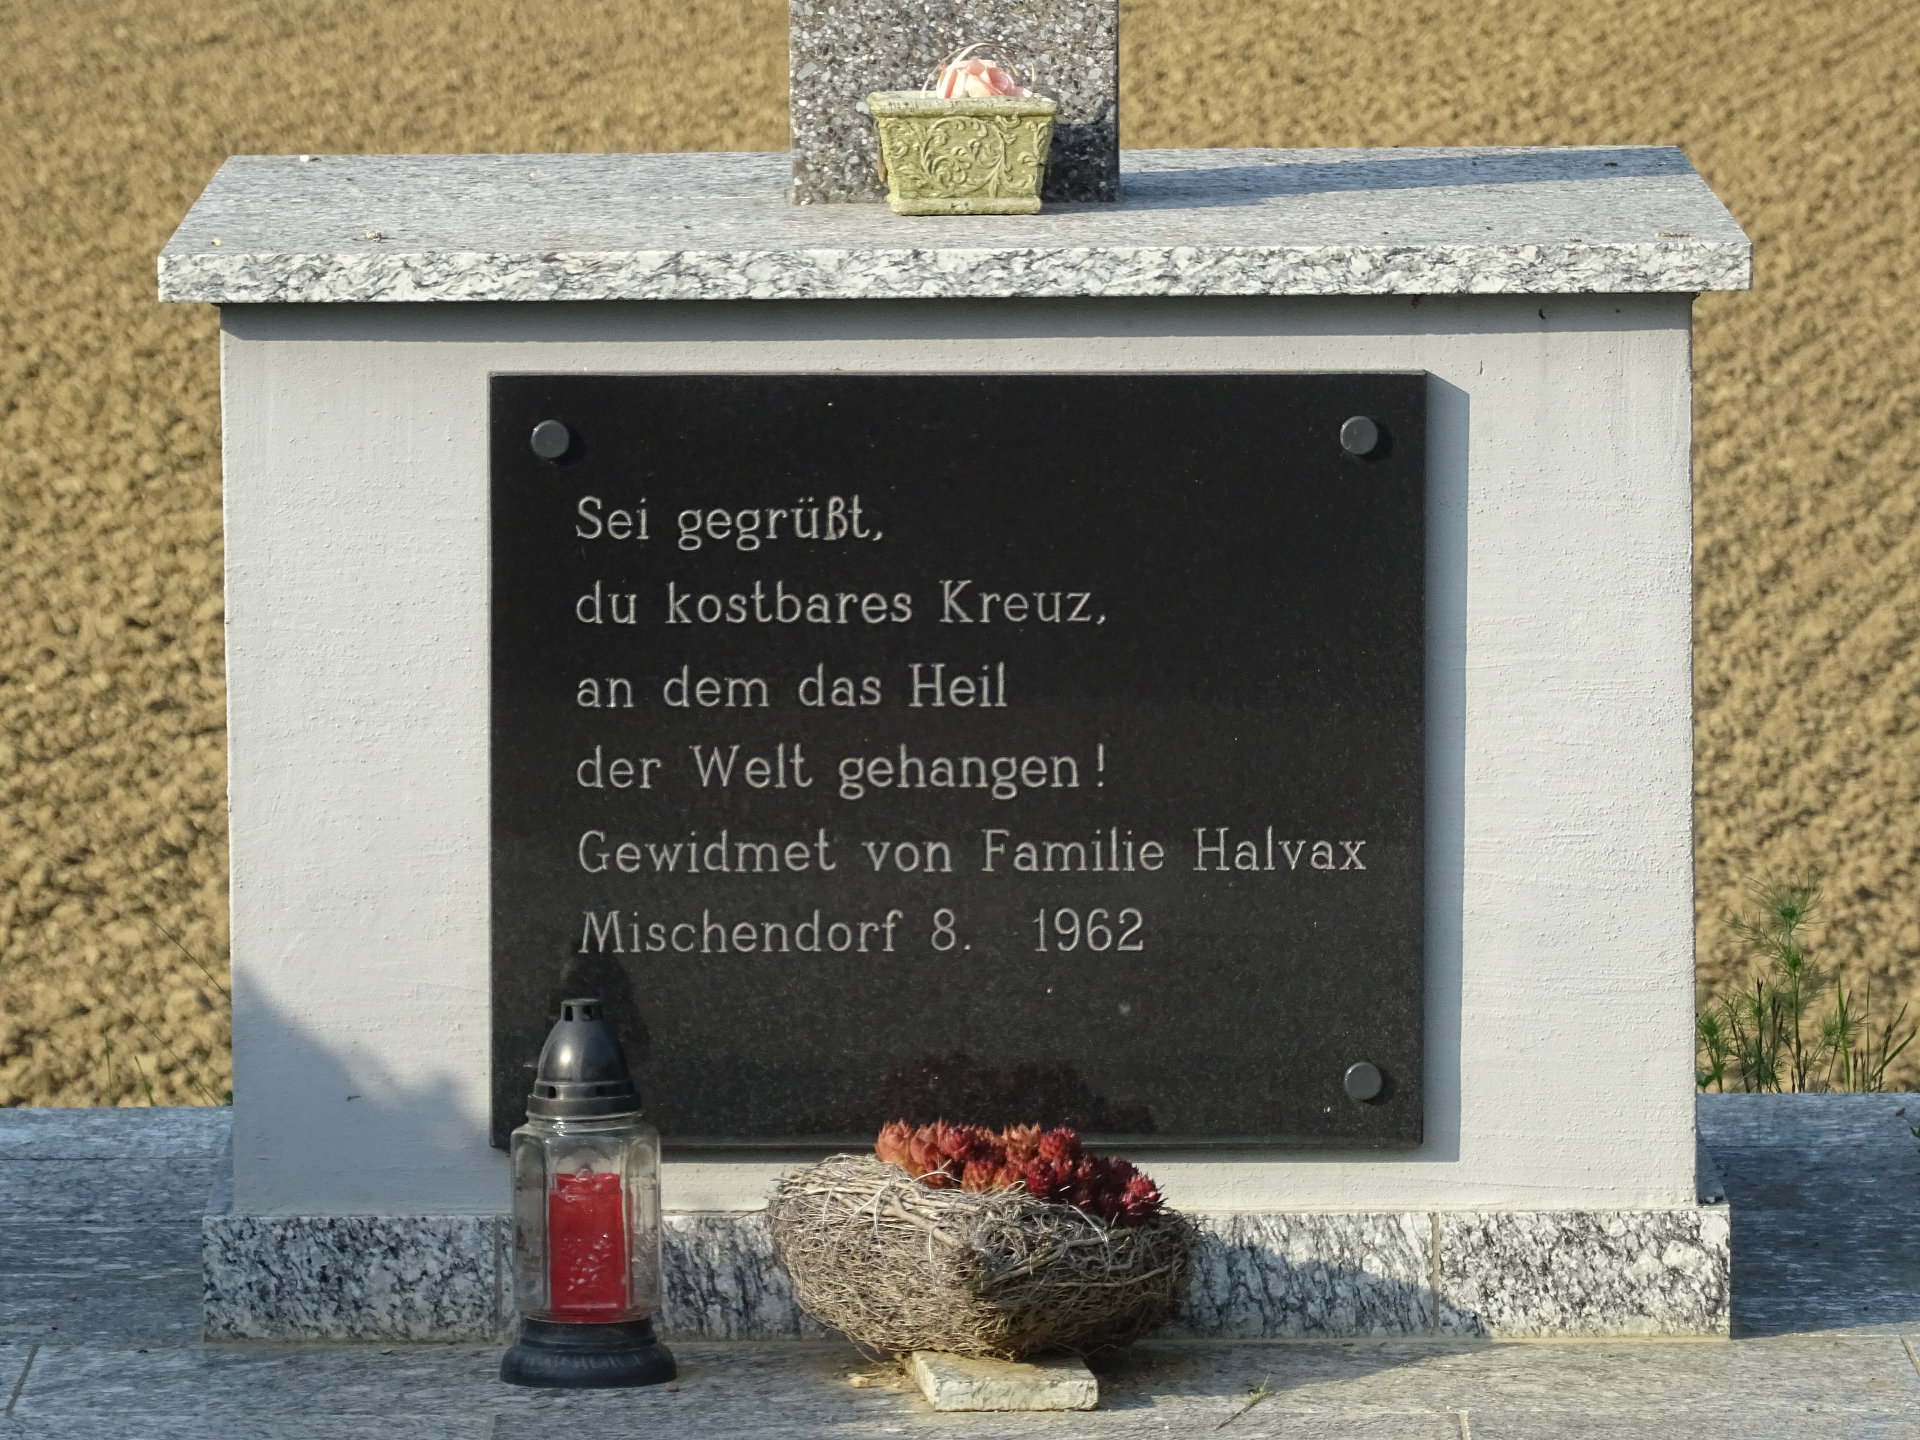 Sei gegrüßt,
du kostbares Kreuz,
an dem das Heil
der Welt gehangen!
Gewidmet von Familie Halvax
Mischendorf 8. 1962